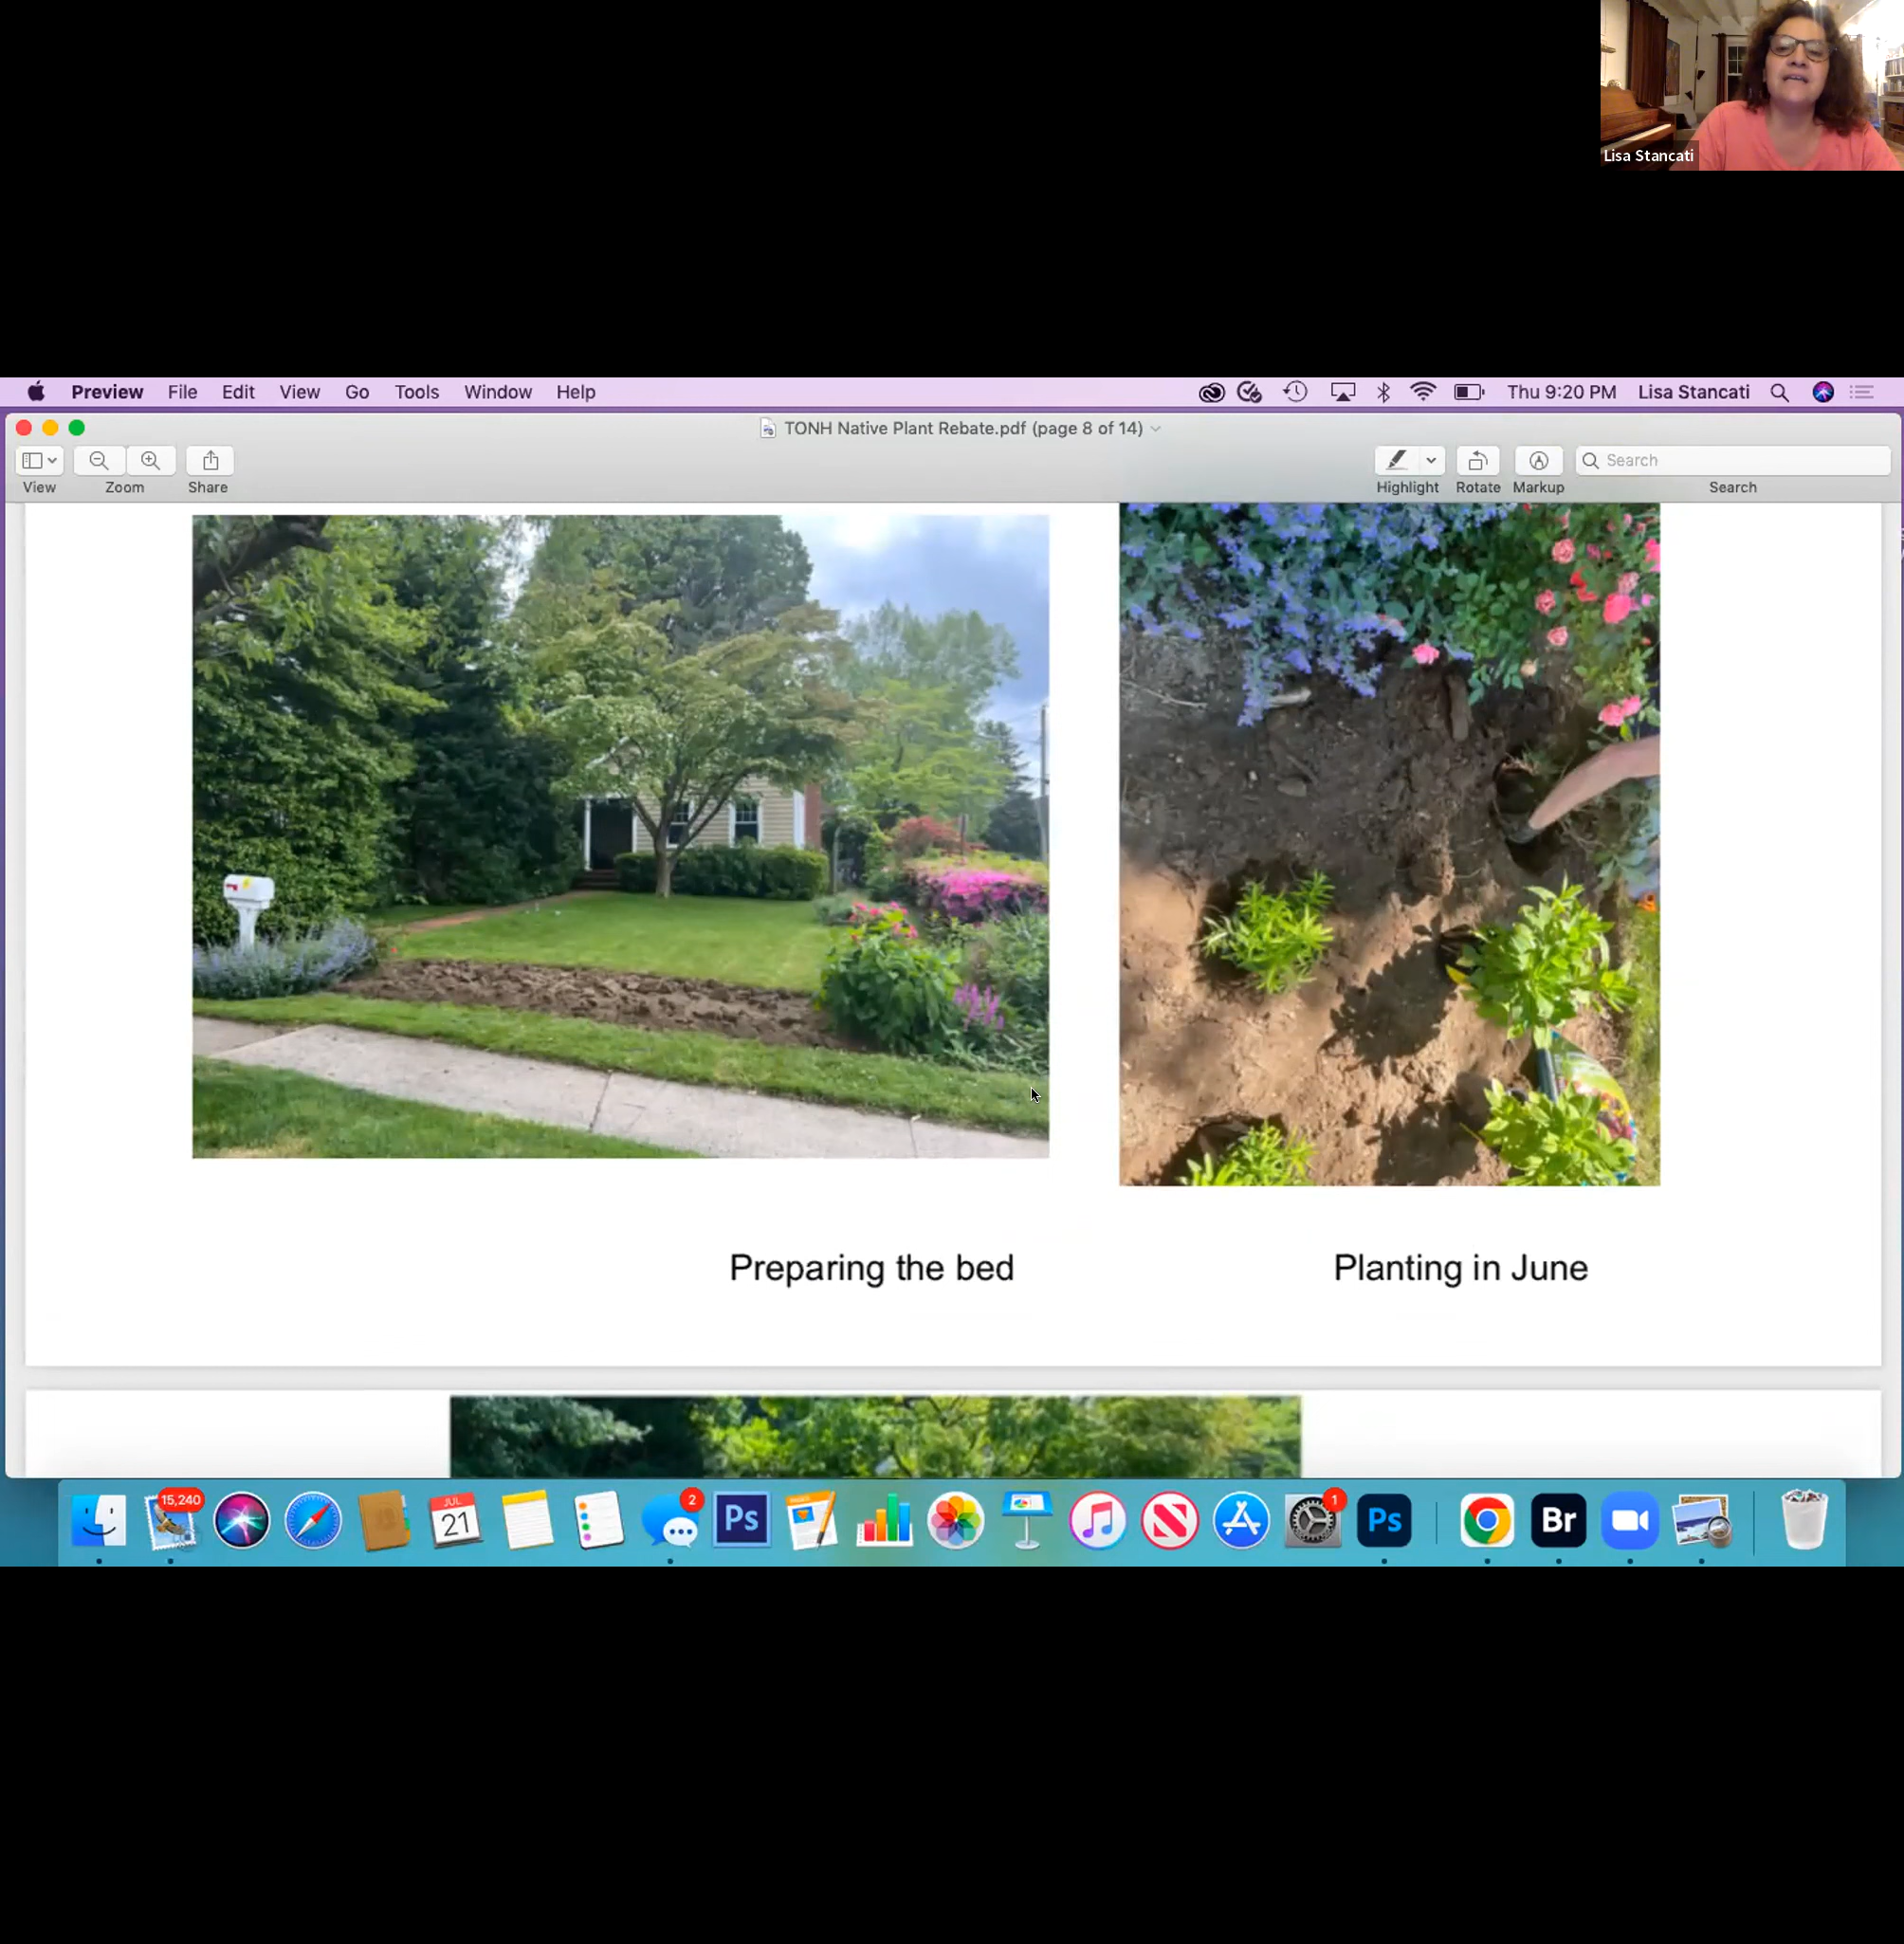 Lisa Stancati
Preview File Edit View Go Tools Window Help Thu 9:20 PM Lisa Stancati
TONH Native Plant Rebate.pdf (page 8 of 14)
Search
View Zoom Share Highlight Rotate Markup Search
Preparing the bed
Planting in June
15,240
JUL
21
2
Ps
1
Ps
Br